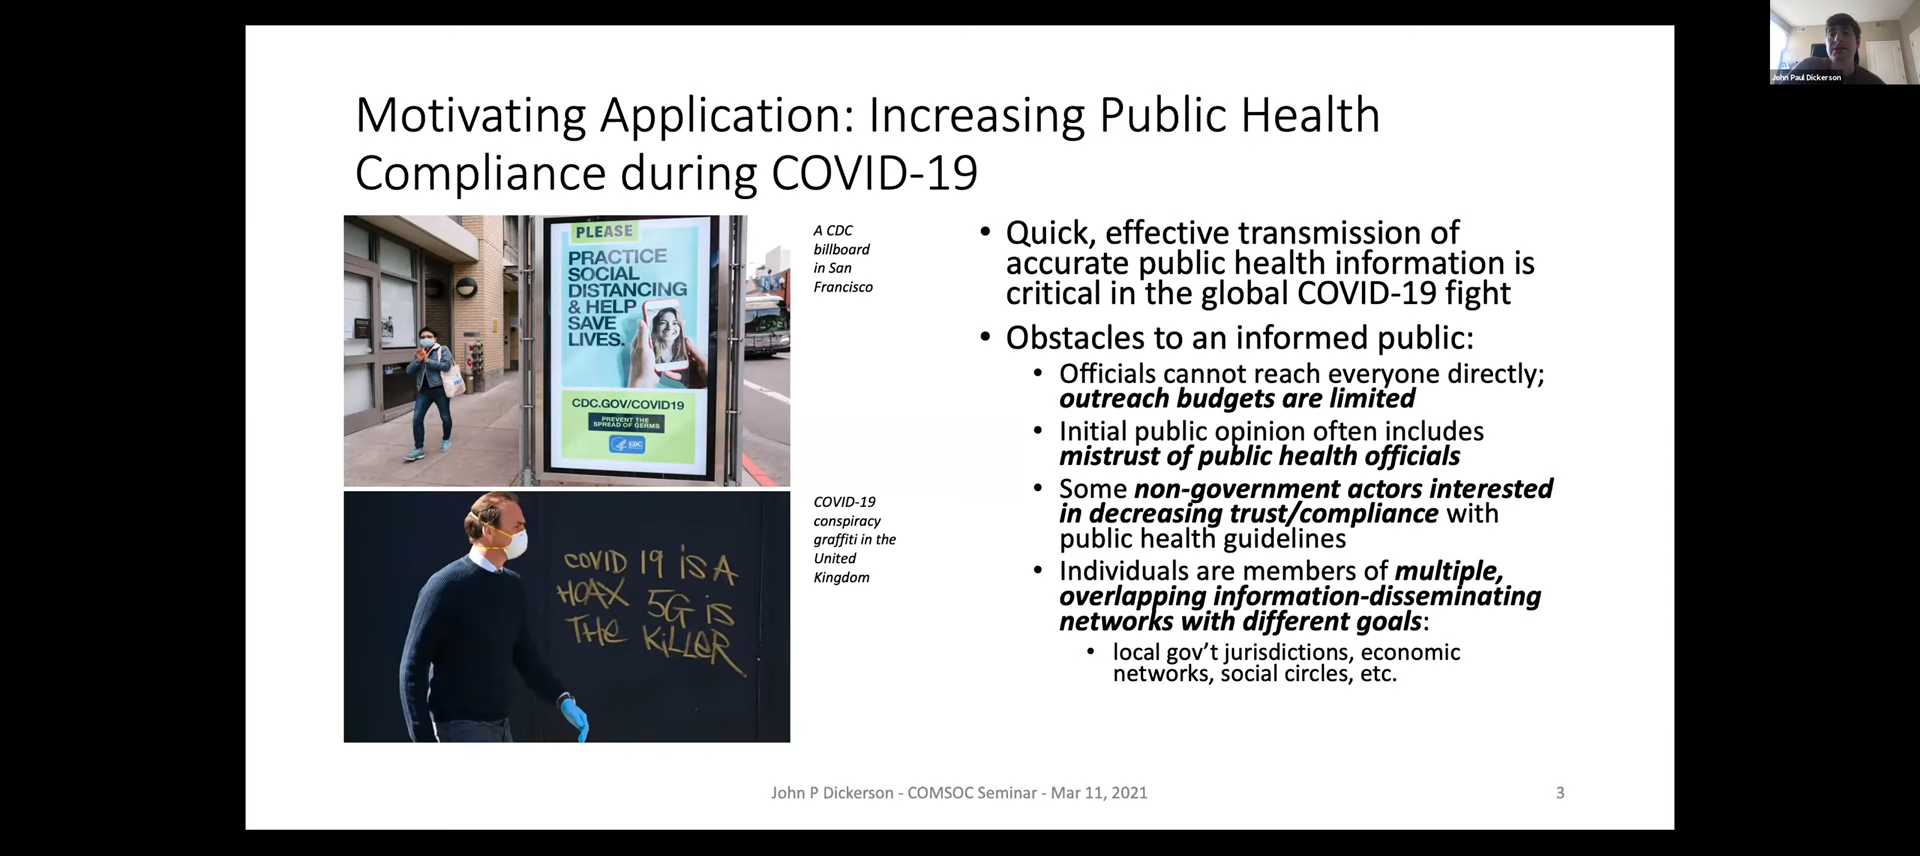 John Paul Dickerson
Motivating Application: Increasing Public Health
Compliance during COVID-19
PLEASE
PRACTICE
SOCIAL
DISTANCING
& HELP
SAVE
LIVES.
CDC.GOV/COVID19
PREVENT THE
SPREAD OF GERMS
CDC
A CDC
billboard
in San
Francisco
COVID 19 iS A
HOAX 5G iS
THE KiLLER
COVID-19
conspiracy
graffiti in the
United
Kingdom
• Quick, effective transmission of
accurate public health information is
critical in the global COVID-19 fight
• Obstacles to an informed public:
• Officials cannot reach everyone directly;
outreach budgets are limited
• Initial public opinion often includes
mistrust of public health officials
• Some non-government actors interested
in decreasing trust/compliance with
public health guidelines
• Individuals are members of multiple,
overlapping information-disseminating
networks with different goals:
• local gov’t jurisdictions, economic
networks, social circles, etc.
John P Dickerson - COMSOC Seminar - Mar 11, 2021
3